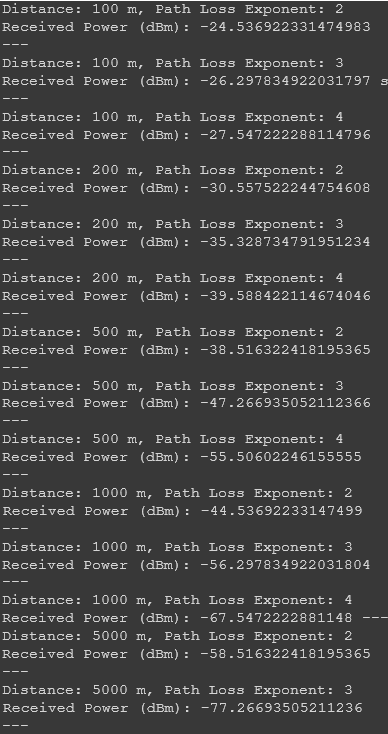 Distance: 100 m, Path Loss Exponent: 2
Received Power (dBm): -24.536922331474983
---
Distance: 100 m, Path Loss Exponent: 3
Received Power (dBm): -26.297834922031797 s
---
Distance: 100 m, Path Loss Exponent: 4
Received Power (dBm): -27.547222288114796
---
Distance: 200 m, Path Loss Exponent: 2
Received Power (dBm): -30.557522244754608
---
Distance: 200 m, Path Loss Exponent: 3
Received Power (dBm): -35.328734791951234
---
Distance: 200 m, Path Loss Exponent: 4
Received Power (dBm): -39.588422114674046
---
Distance: 500 m, Path Loss Exponent: 2
Received Power (dBm): -38.516322418195365
---
Distance: 500 m, Path Loss Exponent: 3
Received Power (dBm): -47.266935052112366
---
Distance: 500 m, Path Loss Exponent: 4
Received Power (dBm): -55.50602246155555
---
Distance: 1000 m, Path Loss Exponent: 2
Received Power (dBm): -44.53692233147499
---
Distance: 1000 m, Path Loss Exponent: 3
Received Power (dBm): -56.297834922031804
---
Distance: 1000 m, Path Loss Exponent: 4
Received Power (dBm): -67.5472222881148 ---
Distance: 5000 m, Path Loss Exponent: 2
Received Power (dBm): -58.516322418195365
---
Distance: 5000 m, Path Loss Exponent: 3
Received Power (dBm): -77.26693505211236
---